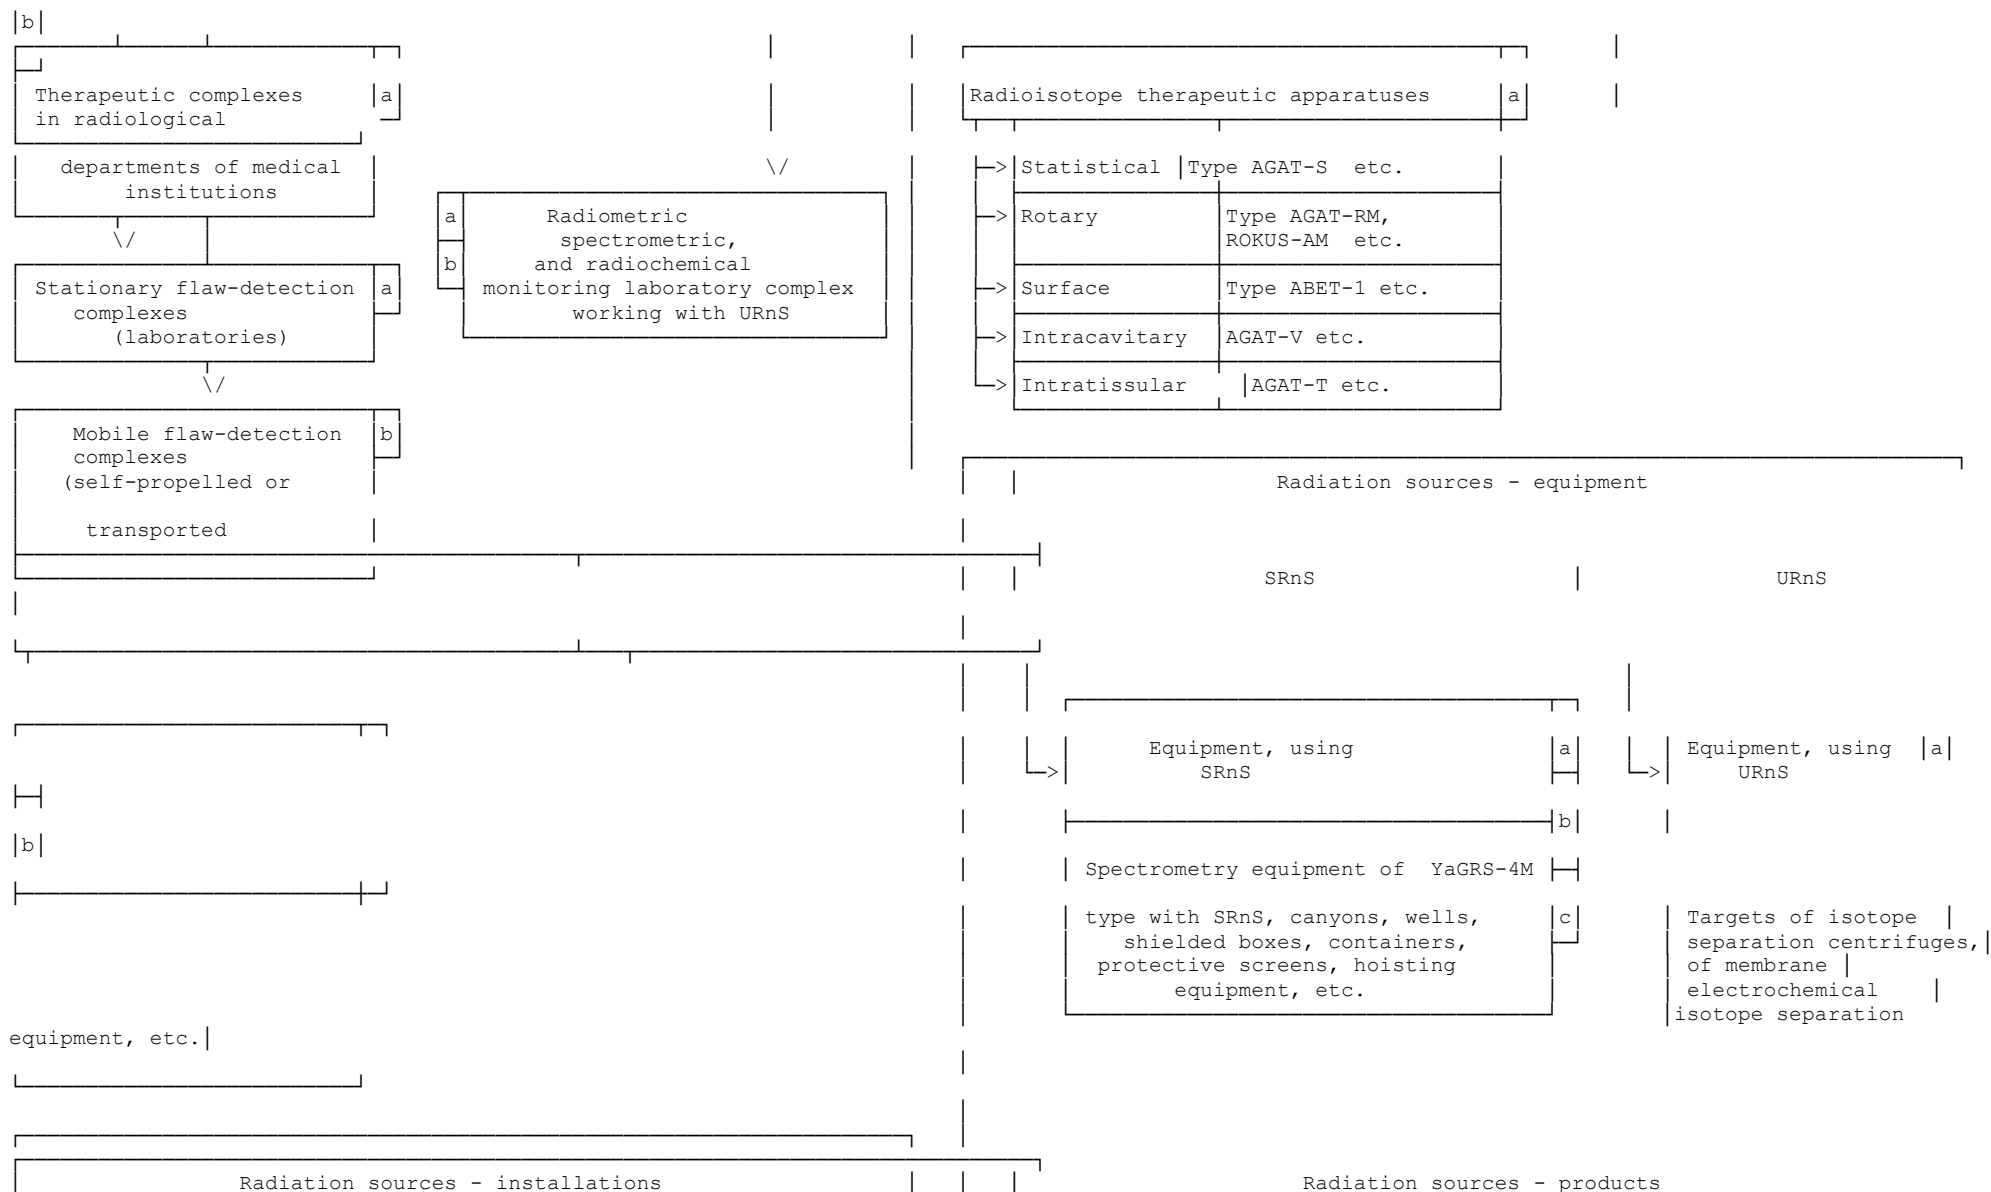 b
Therapeutic complexes a
in radiological
Radioisotope therapeutic apparatuses a
departments of medical
institutions
\/
-> Statistical Type AGAT-S etc.
a Radiometric
spectrometric,
b and radiochemical
monitoring laboratory complex
working with URnS
-> Rotary Type AGAT-RM,
ROKUS-AM etc.
\/
Stationary flaw-detection a
complexes
(laboratories)
-> Surface Type ABET-1 etc.
-> Intracavitary AGAT-V etc.
\/
-> Intratissular AGAT-T etc.
Mobile flaw-detection b
complexes
(self-propelled or
transported
Radiation sources - equipment
SRnS URnS
Equipment, using a
-> SRnS
b
Spectrometry equipment of YaGRS-4M
type with SRnS, canyons, wells, c
shielded boxes, containers,
protective screens, hoisting
equipment, etc.
Equipment, using a
-> URnS
b
Targets of isotope
separation centrifuges,
of membrane
electrochemical
isotope separation
equipment, etc.
Radiation sources - installations
Radiation sources - products